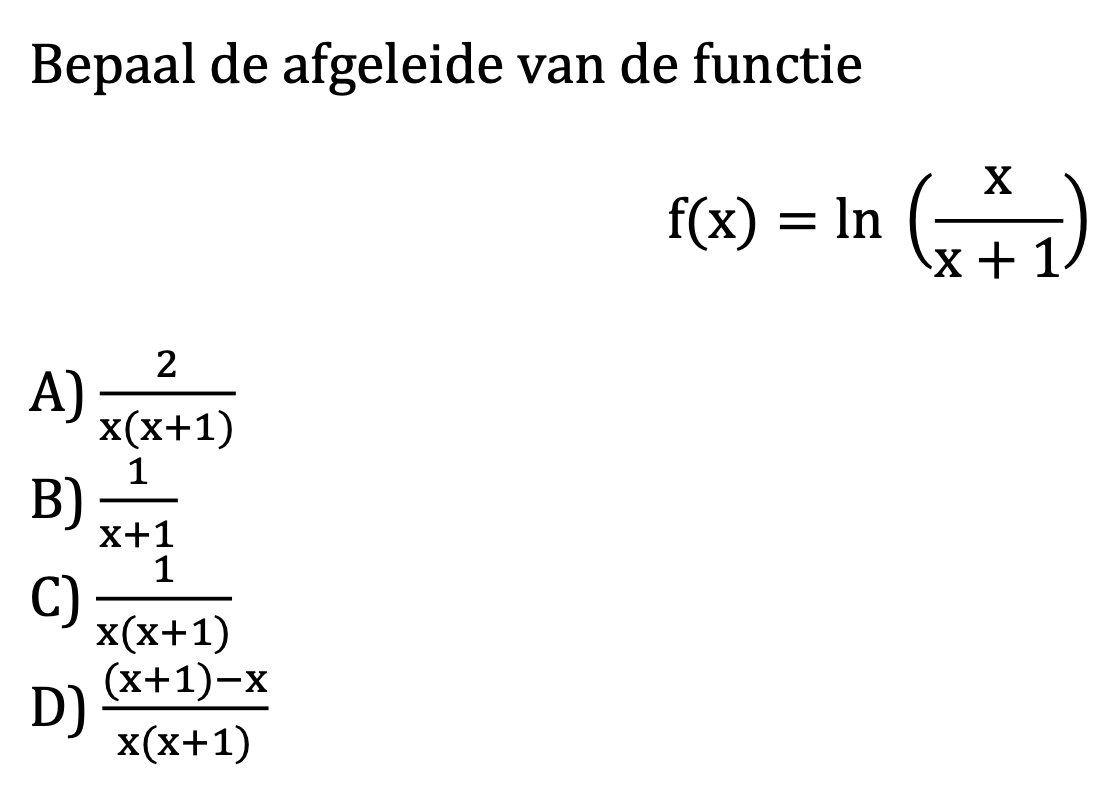 Bepaal de afgeleide van de functie
f(x) = ln (x/(x + 1))
A) 2/(x(x+1))
B) 1/(x+1)
C) 1/(x(x+1))
D) ((x+1)−x)/(x(x+1))